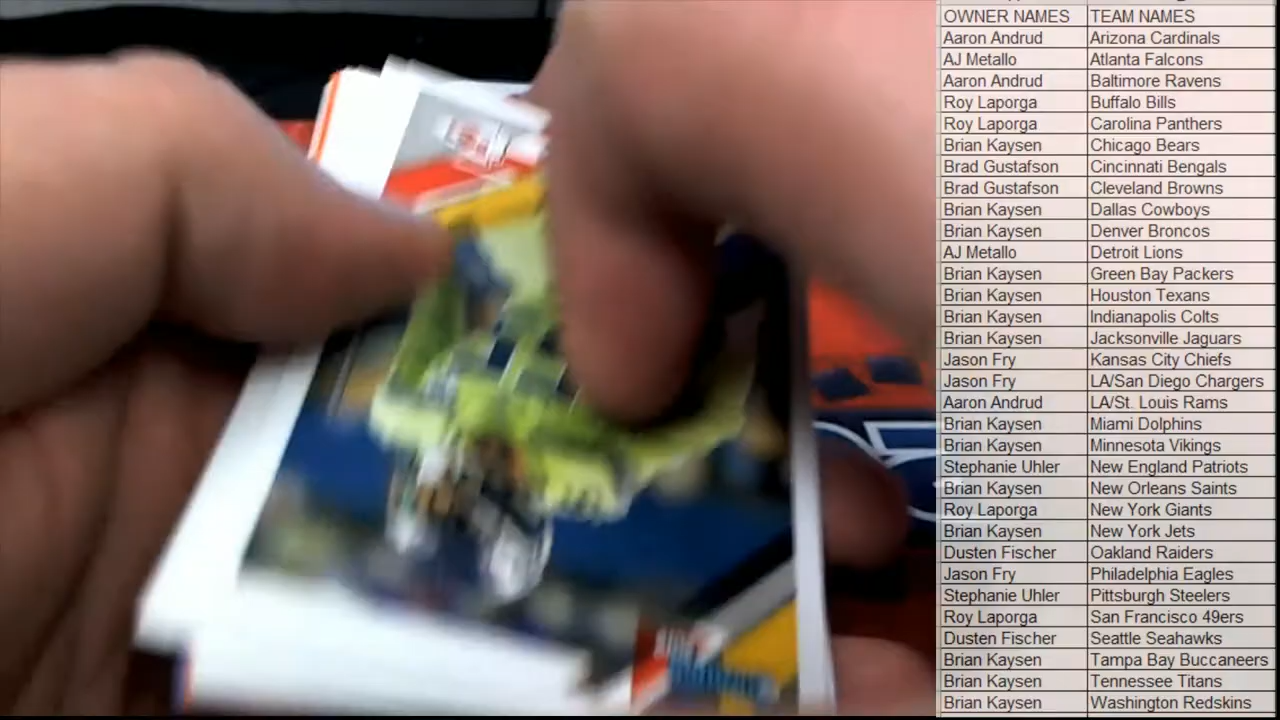 OWNER NAMES TEAM NAMES
Aaron Andrud Arizona Cardinals
AJ Metallo Atlanta Falcons
Aaron Andrud Baltimore Ravens
Roy Laporga Buffalo Bills
Roy Laporga Carolina Panthers
Brian Kaysen Chicago Bears
Brad Gustafson Cincinnati Bengals
Brad Gustafson Cleveland Browns
Brian Kaysen Dallas Cowboys
Brian Kaysen Denver Broncos
AJ Metallo Detroit Lions
Brian Kaysen Green Bay Packers
Brian Kaysen Houston Texans
Brian Kaysen Indianapolis Colts
Brian Kaysen Jacksonville Jaguars
Jason Fry Kansas City Chiefs
Jason Fry LA/San Diego Chargers
Aaron Andrud LA/St. Louis Rams
Brian Kaysen Miami Dolphins
Brian Kaysen Minnesota Vikings
Stephanie Uhler New England Patriots
Brian Kaysen New Orleans Saints
Roy Laporga New York Giants
Brian Kaysen New York Jets
Dusten Fischer Oakland Raiders
Jason Fry Philadelphia Eagles
Stephanie Uhler Pittsburgh Steelers
Roy Laporga San Francisco 49ers
Dusten Fischer Seattle Seahawks
Brian Kaysen Tampa Bay Buccaneers
Brian Kaysen Tennessee Titans
Brian Kaysen Washington Redskins